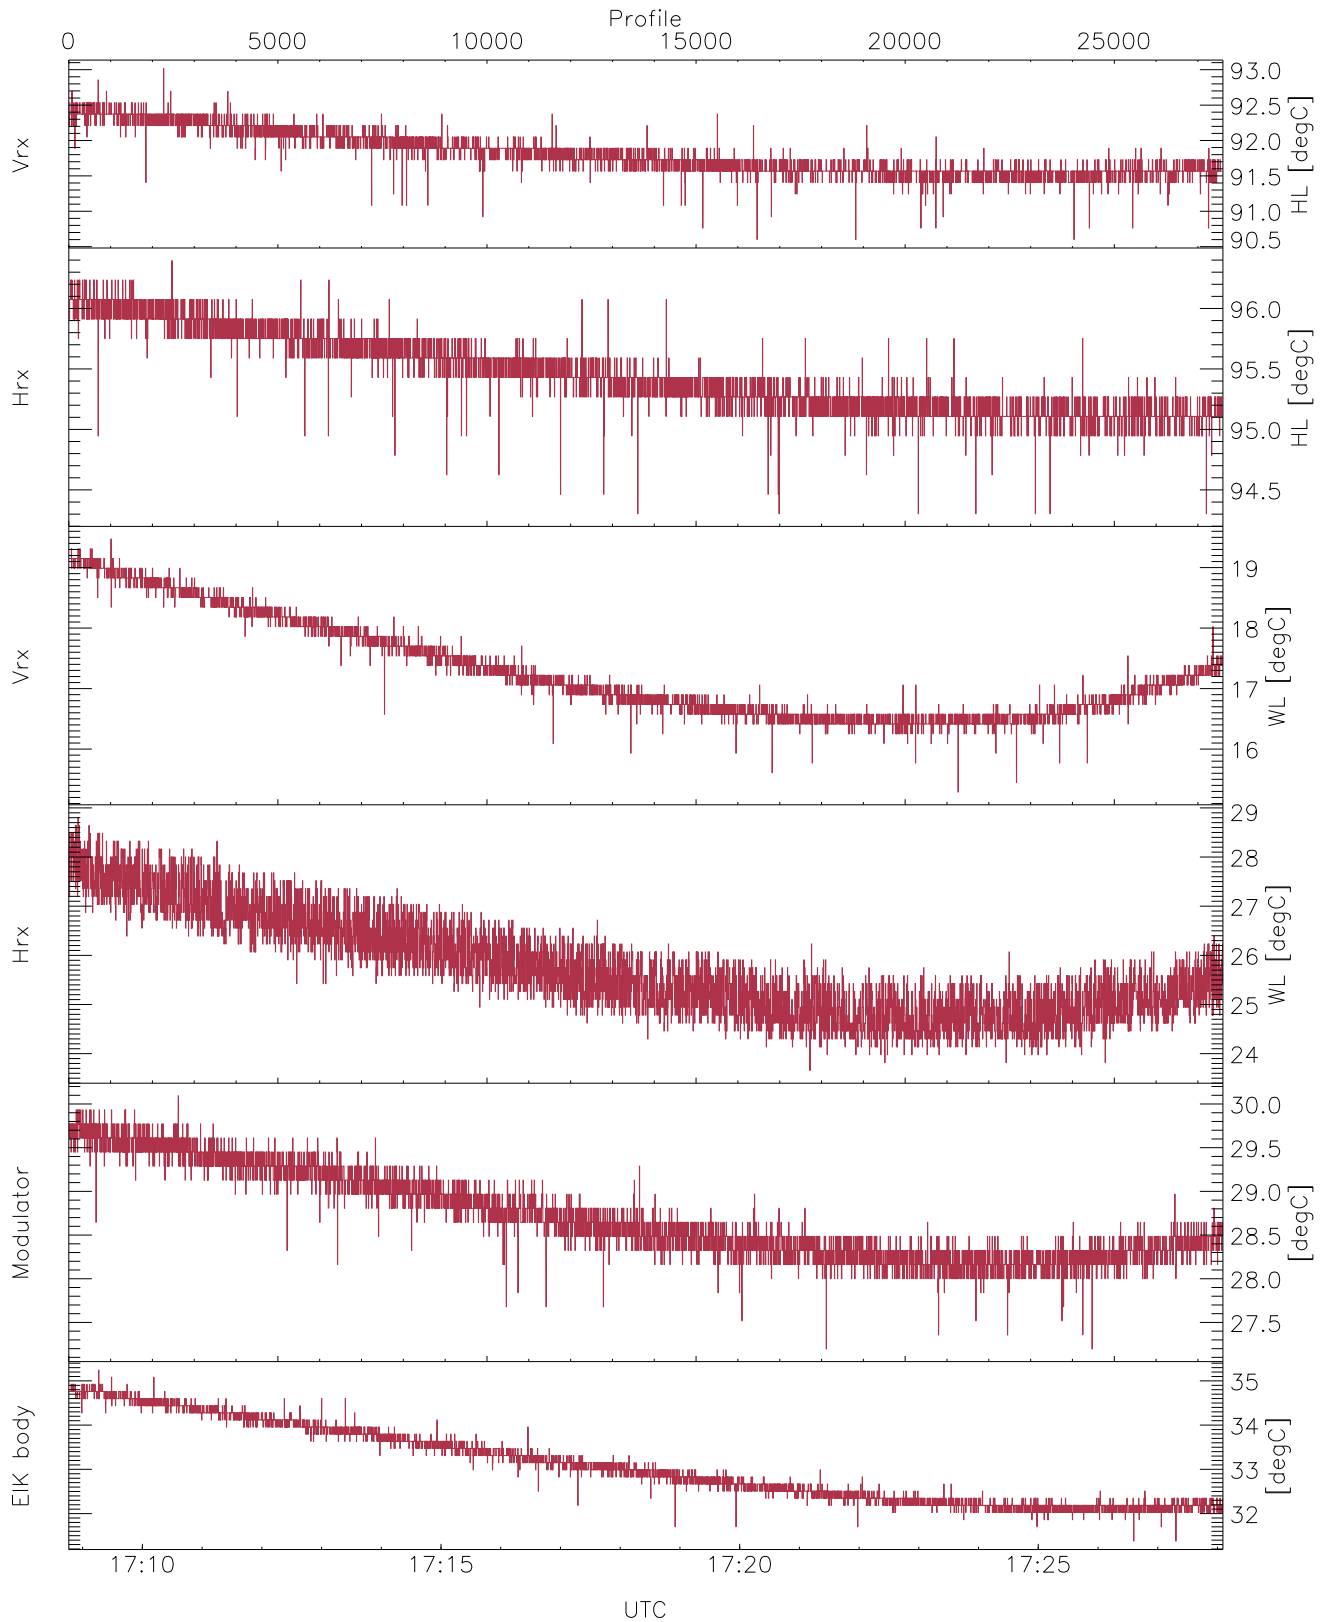 Profile
0 5000 10000 15000 20000 25000
Vrx
93.0
92.5
92.0
91.5
91.0
90.5
HL [degC]
Hrx
96.0
95.5
95.0
94.5
HL [degC]
Vrx
19
18
17
16
WL [degC]
Hrx
29
28
27
26
25
24
WL [degC]
Modulator
30.0
29.5
29.0
28.5
28.0
27.5
[degC]
EIK body
35
34
33
32
[degC]
17:10 17:15 17:20 17:25
UTC